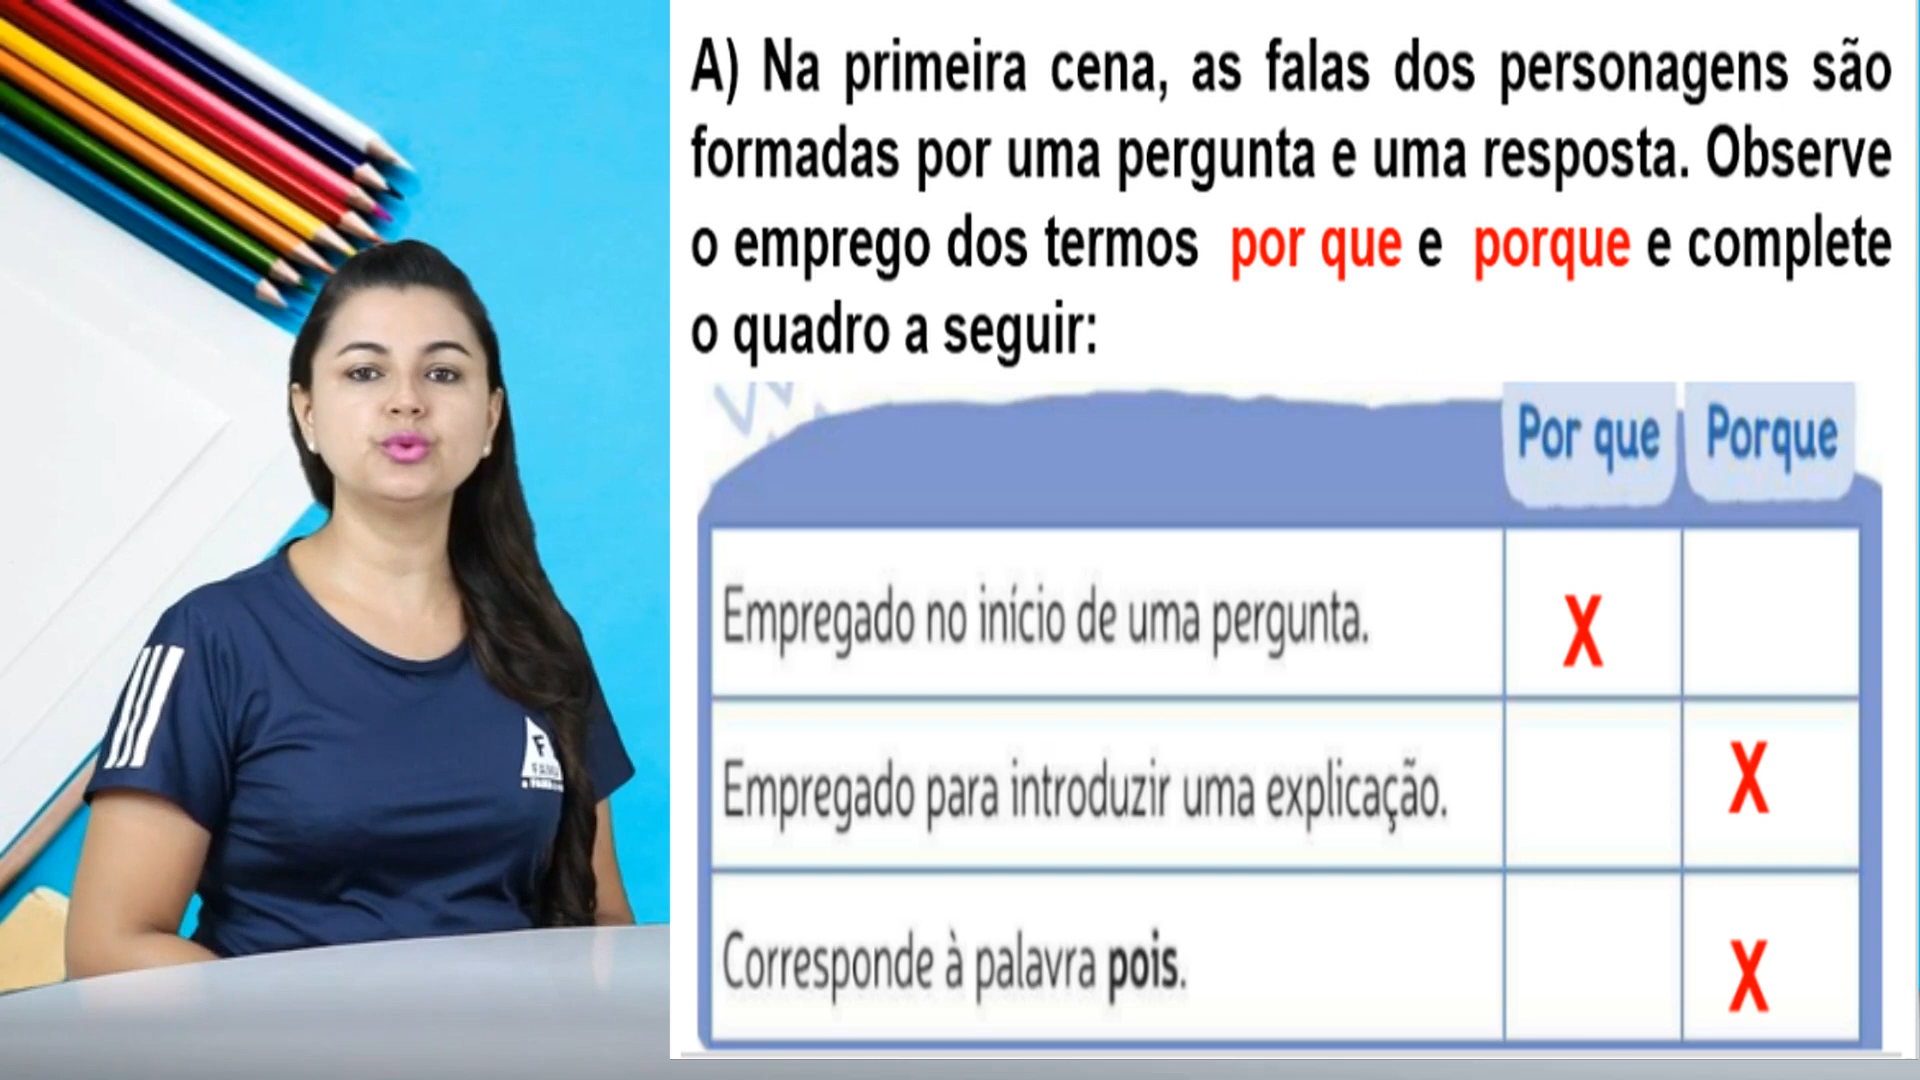 A) Na primeira cena, as falas dos personagens são
formadas por uma pergunta e uma resposta. Observe
o emprego dos termos por que e porque e complete
o quadro a seguir:
Por que Porque
Empregado no início de uma pergunta. X
Empregado para introduzir uma explicação. X
Corresponde à palavra pois. X